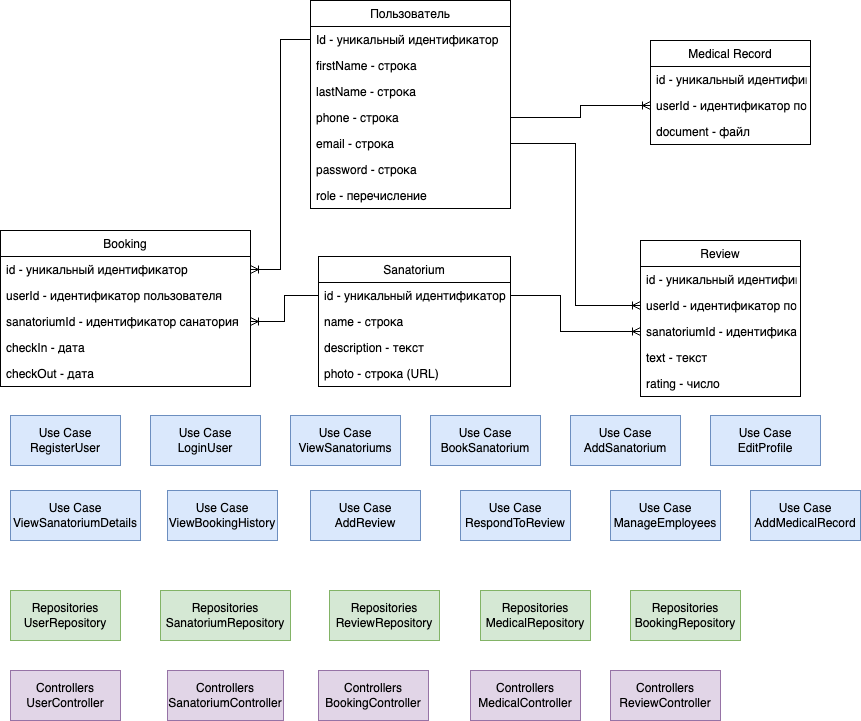 Пользователь
Id - уникальный идентификатор
firstName - строка
lastName - строка
phone - строка
email - строка
password - строка
role - перечисление
Medical Record
id - уникальный
userId - идентификатор
document - файл
Booking
id - уникальный идентификатор
userId - идентификатор пользователя
sanatoriumId - идентификатор санатория
checkIn - дата
checkOut - дата
Sanatorium
id - уникальный идентификатор
name - строка
description - текст
photo - строка (URL)
Review
id - уникальный
userId - идентификатор
sanatoriumId -
text - текст
rating - число
Use Case
RegisterUser
Use Case
LoginUser
Use Case
ViewSanatoriums
Use Case
BookSanatorium
Use Case
AddSanatorium
Use Case
EditProfile
Use Case
ViewSanatoriumDetails
Use Case
ViewBookingHistory
Use Case
AddReview
Use Case
RespondToReview
Use Case
ManageEmployees
Use Case
AddMedicalRecord
Repositories
UserRepository
Repositories
SanatoriumRepository
Repositories
ReviewRepository
Repositories
MedicalRepository
Repositories
BookingRepository
Controllers
UserController
Controllers
SanatoriumController
Controllers
BookingController
Controllers
MedicalController
Controllers
ReviewController